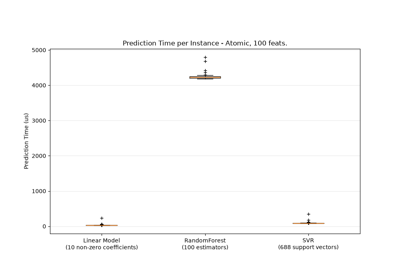 Prediction Time per Instance - Atomic, 100 feats.
5000
4000
3000
2000
1000
0
Prediction Time (us)
Linear Model
(10 non-zero coefficients)
RandomForest
(100 estimators)
SVR
(688 support vectors)